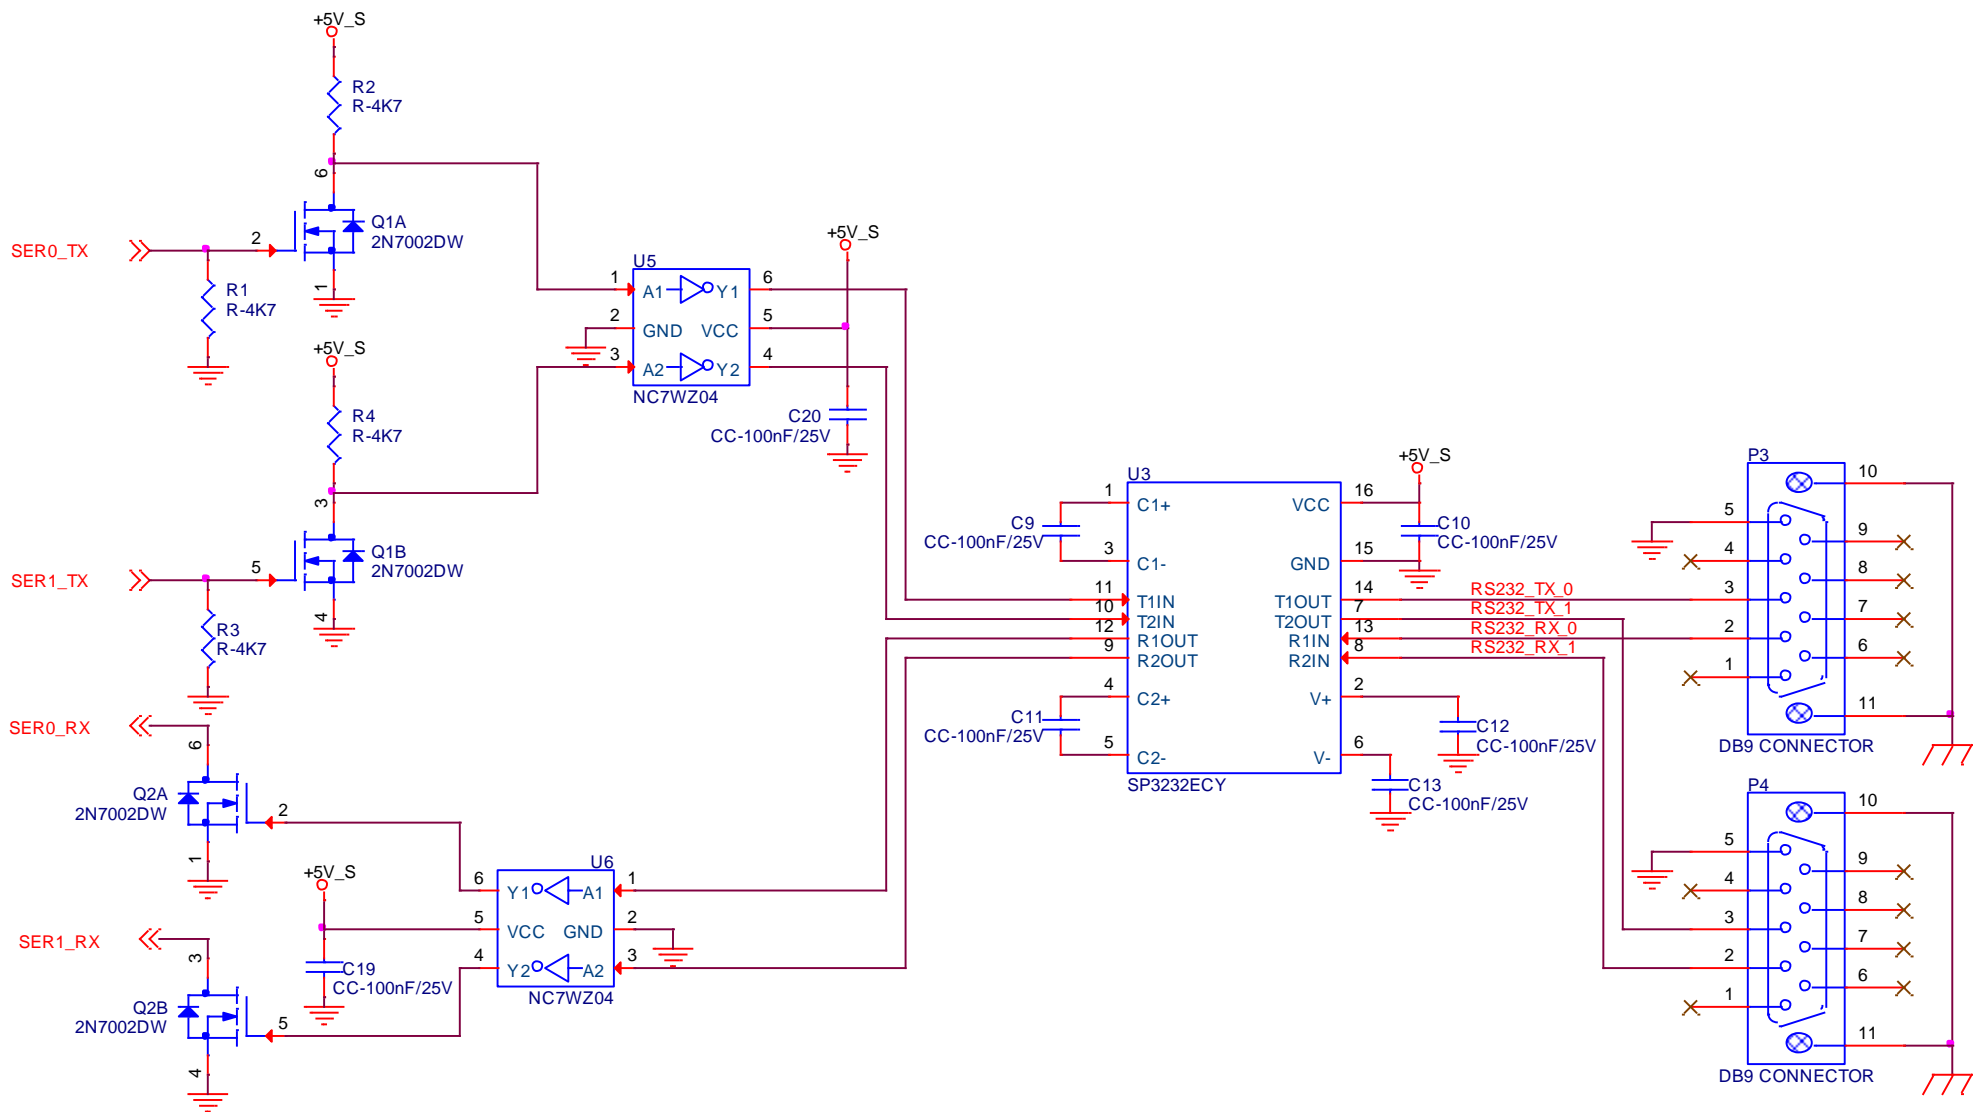 +5V_S
R2
R-4K7
6
Q1A
2N7002DW
SER0_TX
2
1
R1
R-4K7
+5V_S
R4
R-4K7
3
Q1B
2N7002DW
SER1_TX
5
4
R3
R-4K7
U5
1
A1
Y1
6
2
GND
VCC
5
3
A2
Y2
4
NC7WZ04
+5V_S
C20
CC-100nF/25V
SER0_RX
6
Q2A
2N7002DW
2
1
SER1_RX
3
Q2B
2N7002DW
5
4
+5V_S
C19
CC-100nF/25V
U6
6
Y1
A1
1
5
VCC
GND
2
4
Y2
A2
3
NC7WZ04
U3
1
C1+
VCC
16
C9
CC-100nF/25V
3
C1-
GND
15
11
T1IN
T1OUT
14
10
T2IN
T2OUT
7
12
R1OUT
R1IN
13
9
R2OUT
R2IN
8
4
C2+
V+
2
C11
CC-100nF/25V
5
C2-
V-
6
SP3232ECY
+5V_S
C10
CC-100nF/25V
RS232_TX_0
RS232_TX_1
RS232_RX_0
RS232_RX_1
C12
CC-100nF/25V
C13
CC-100nF/25V
P3
10
5
9
4
8
3
7
2
6
1
11
DB9 CONNECTOR
P4
10
5
9
4
8
3
7
2
6
1
11
DB9 CONNECTOR